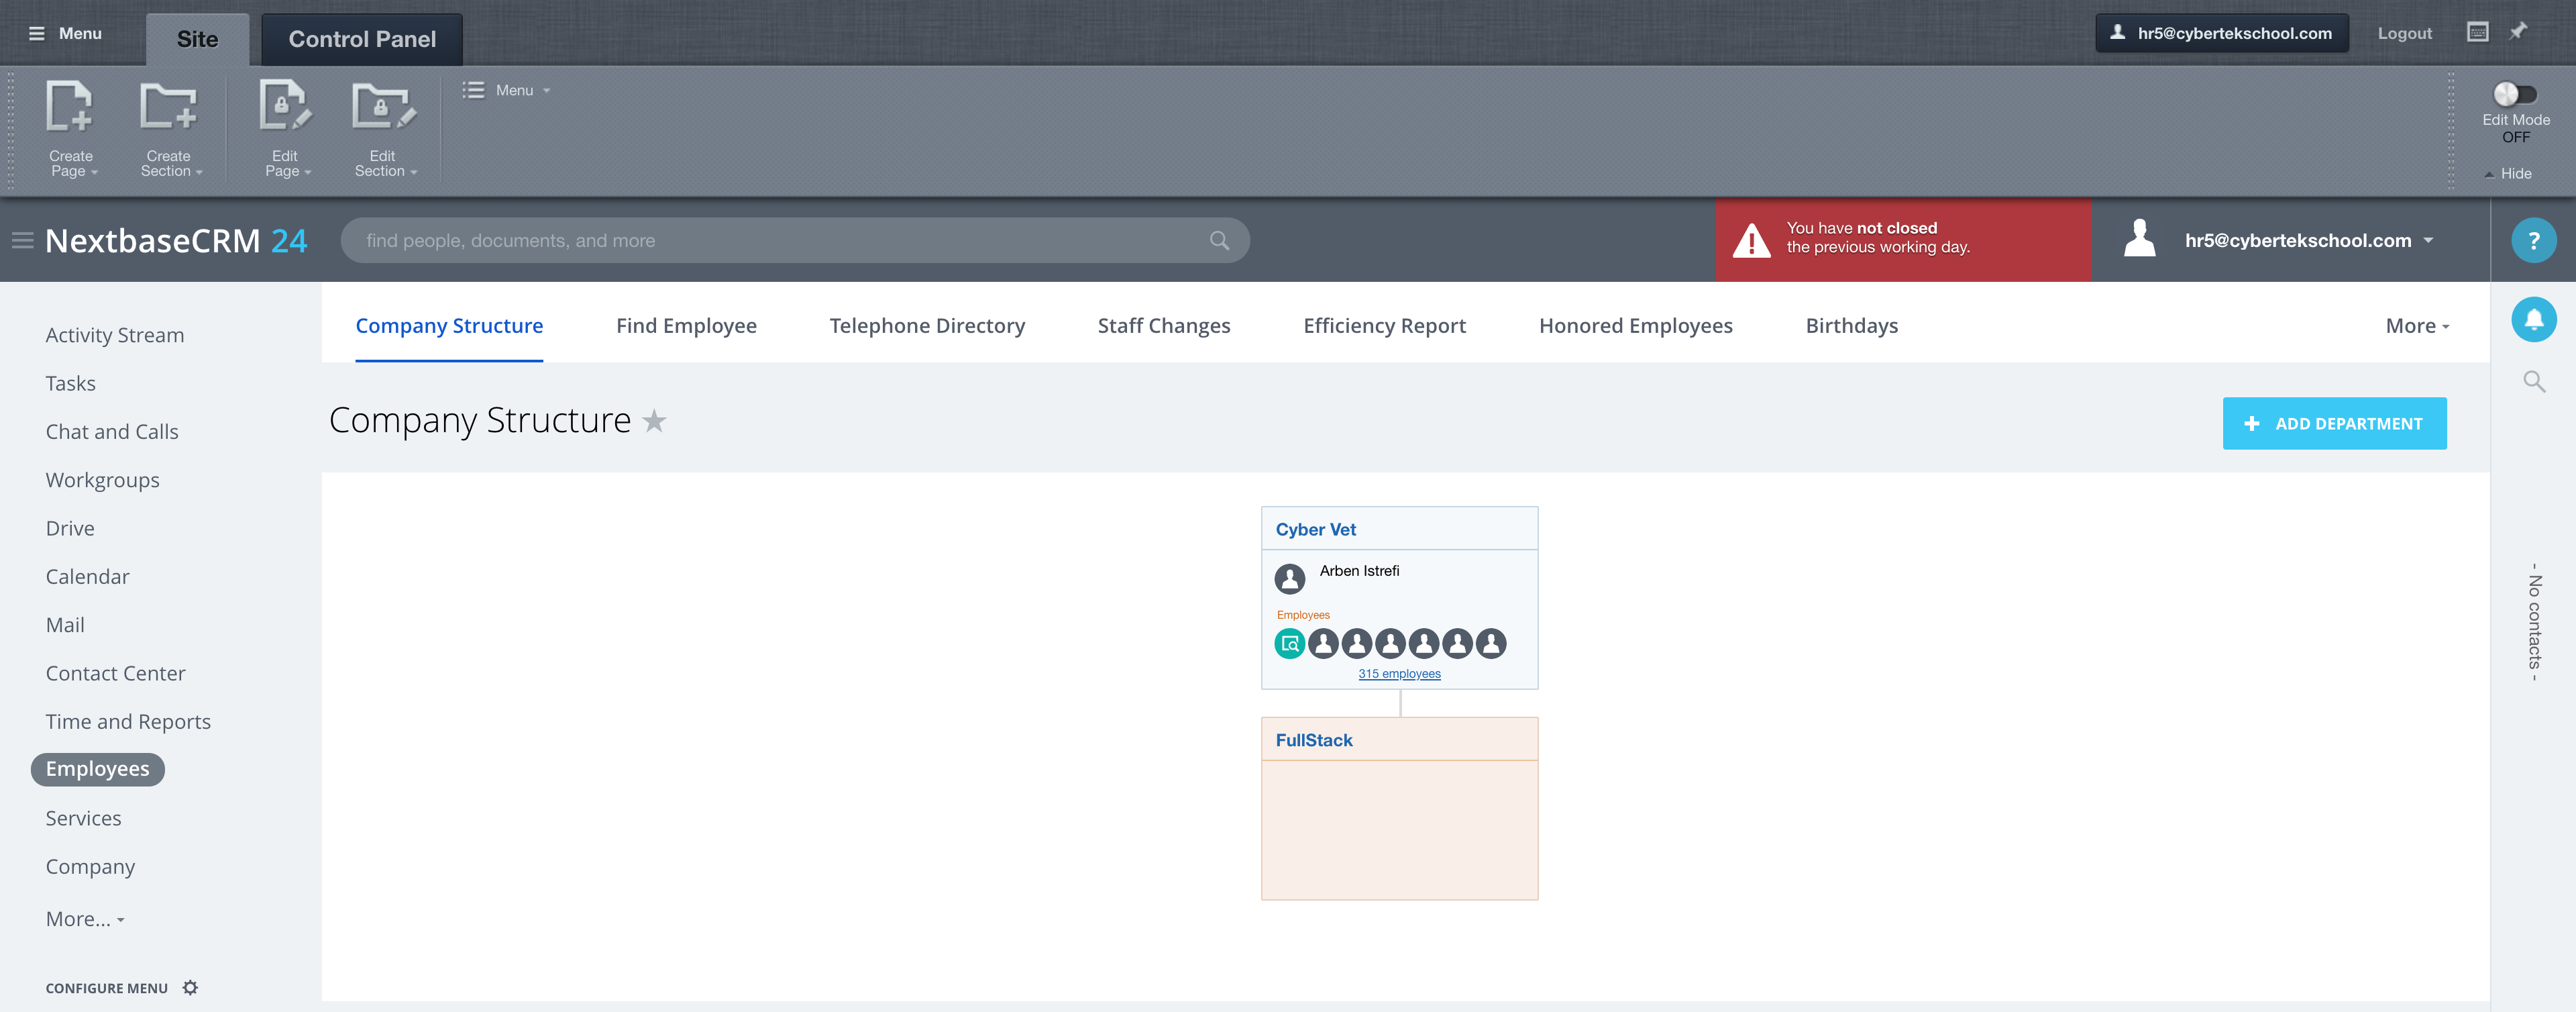 Menu
Site
Control Panel
hr5@cybertekschool.com
Logout
Create
Page
Create
Section
Edit
Page
Edit
Section
Menu
Edit Mode
OFF
Hide
NextbaseCRM 24
find people, documents, and more
You have not closed
the previous working day.
hr5@cybertekschool.com
?
Activity Stream
Tasks
Chat and Calls
Workgroups
Drive
Calendar
Mail
Contact Center
Time and Reports
Employees
Services
Company
More...
CONFIGURE MENU
Company Structure
Find Employee
Telephone Directory
Staff Changes
Efficiency Report
Honored Employees
Birthdays
More
Company Structure
ADD DEPARTMENT
Cyber Vet
Arben Istrefi
Employees
315 employees
FullStack
- No contacts -